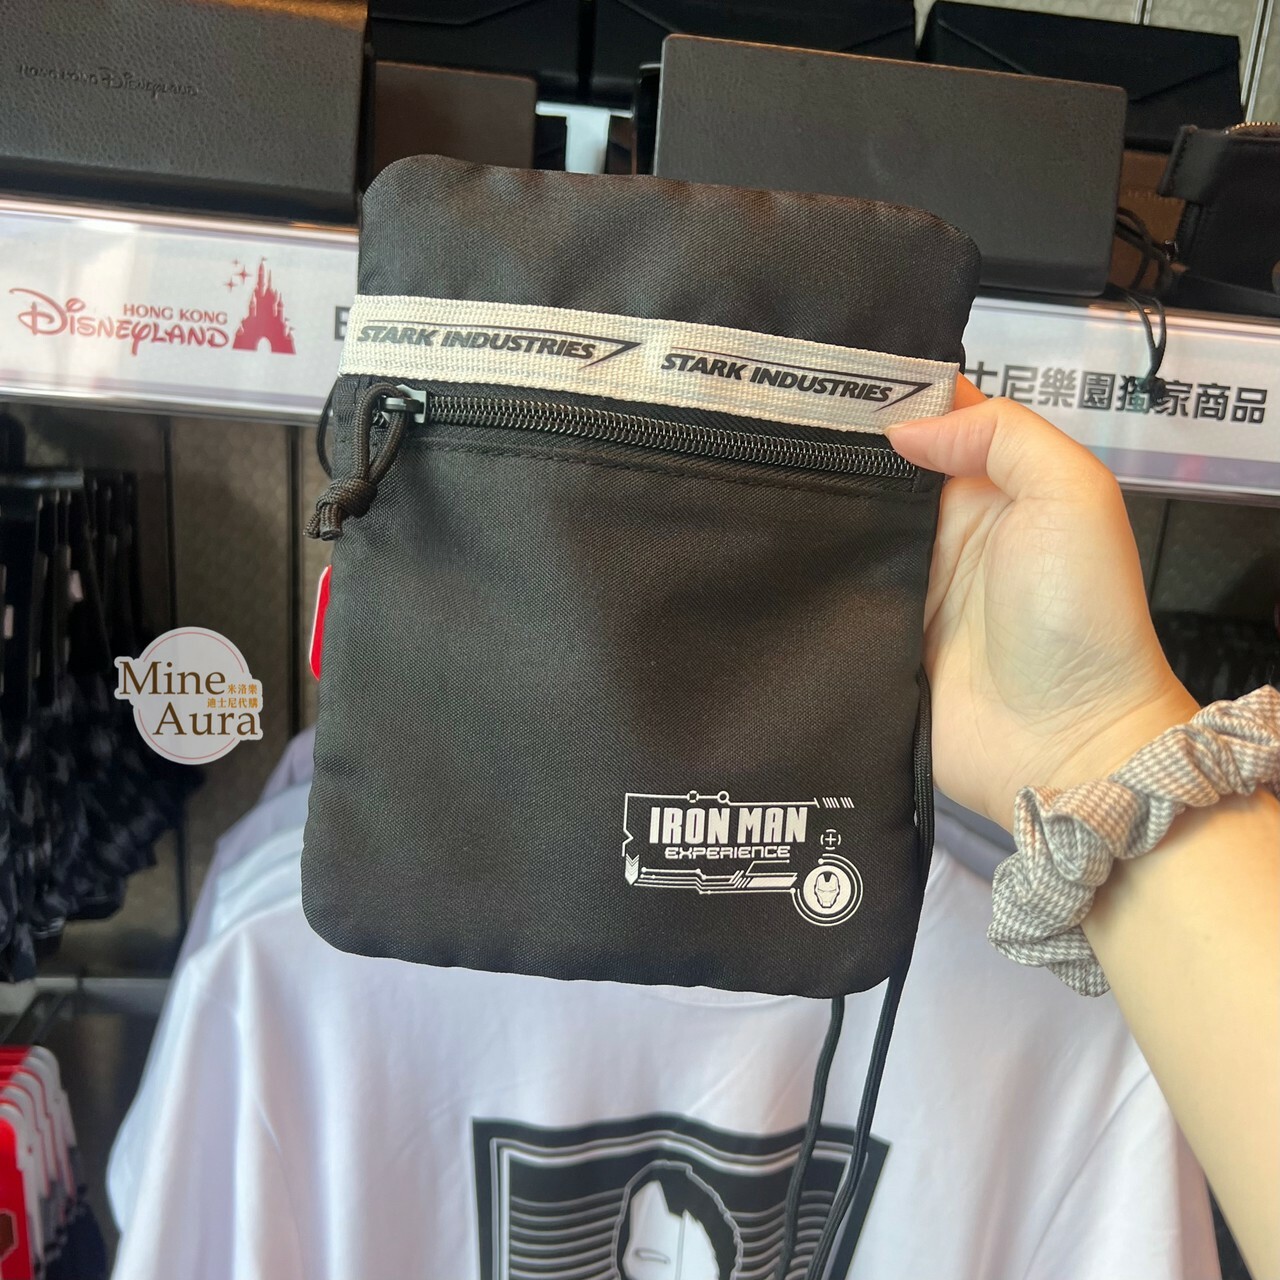 HONG KONG
DISNEYLAND
士尼樂園獨家商品
STARK INDUSTRIES STARK INDUSTRIES
Mine
米洛樂
迪士尼代購
Aura
IRON MAN
EXPERIENCE